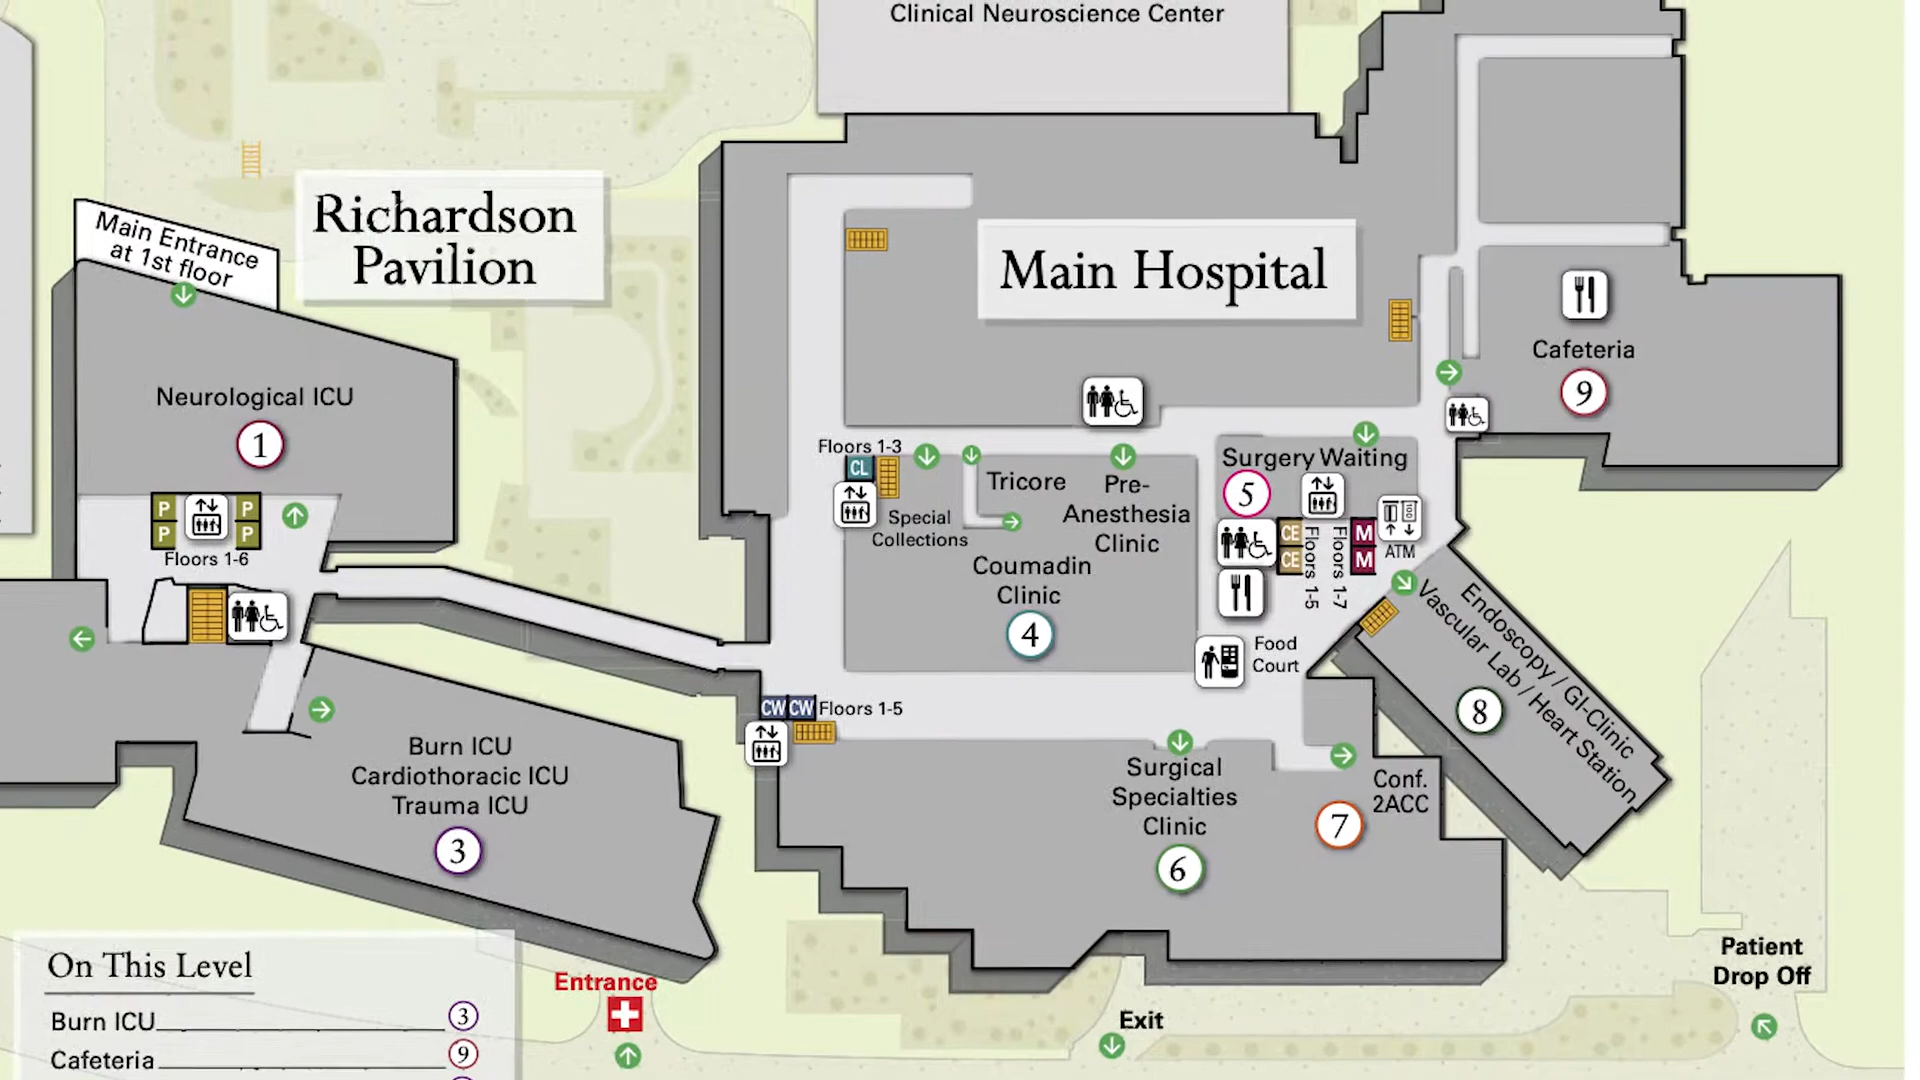 Clinical Neuroscience Center
Richardson
Pavilion
Main Entrance
at 1st floor
Main Hospital
Neurological ICU
1
Cafeteria
9
Floors 1-3
CL
Tricore
Pre-
Anesthesia
Clinic
Special
Collections
Coumadin
Clinic
4
Surgery Waiting
5
CE
CE
Floors 1-5
Floors 1-7
M
M
ATM
P
P
P
P
Floors 1-6
Food
Court
Endoscopy / GI-Clinic
Vascular Lab / Heart Station
8
CW CW Floors 1-5
Burn ICU
Cardiothoracic ICU
Trauma ICU
3
Surgical
Specialties
Clinic
6
Conf.
2ACC
7
On This Level
Burn ICU 3
Cafeteria 9
Entrance
Exit
Patient
Drop Off